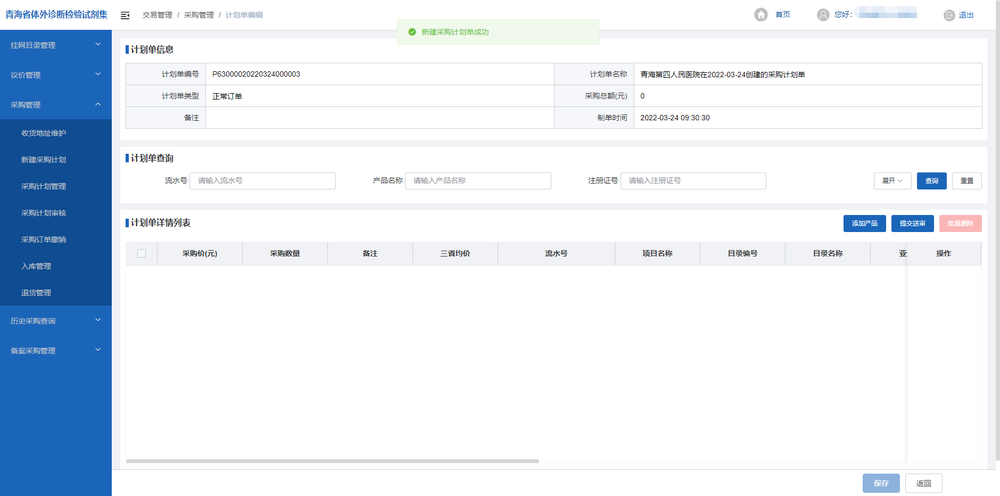 青海省体外诊断检验试剂集
交易管理 / 采购管理 / 计划单编辑
首页
您好：
退出
新建采购计划单成功
挂网目录管理
议价管理
采购管理
收货地址维护
新建采购计划
采购计划管理
采购计划审核
采购订单撤销
入库管理
退货管理
历史采购查询
备案采购管理
计划单信息
计划单编号 P63000020220324000003 计划单名称 青海第四人民医院在2022-03-24创建的采购计划单
计划单类型 正常订单 采购总额(元) 0
备注 制单时间 2022-03-24 09:30:30
计划单查询
流水号 请输入流水号 产品名称 请输入产品名称 注册证号 请输入注册证号 展开 查询 重置
计划单详情列表
添加产品 提交送审 批量删除
采购价(元) 采购数量 备注 三省均价 流水号 项目名称 目录编号 目录名称 亚 操作
保存 返回